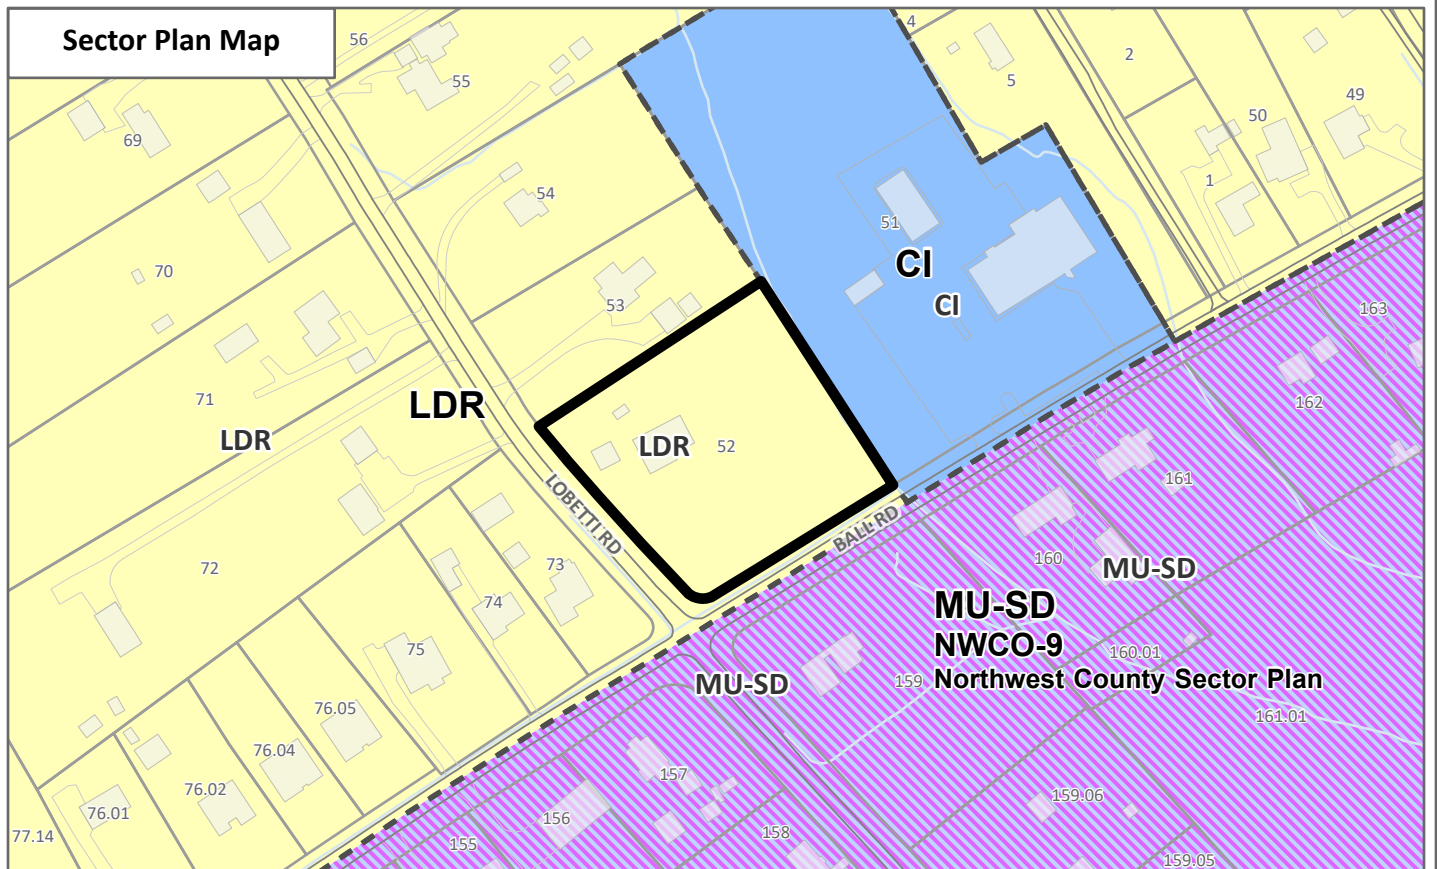 Sector Plan Map
56
4
2
55
5
49
50
69
1
54
51
CI
70
CI
53
163
71
LDR
162
LDR
LDR
52
161
LOBETTI RD
BALL RD
160
MU-SD
72
73
74
MU-SD
NWCO-9
Northwest County Sector Plan
75
160.01
159
MU-SD
76.05
161.01
76.04
157
76.02
159.06
76.01
156
158
77.14
155
159.05